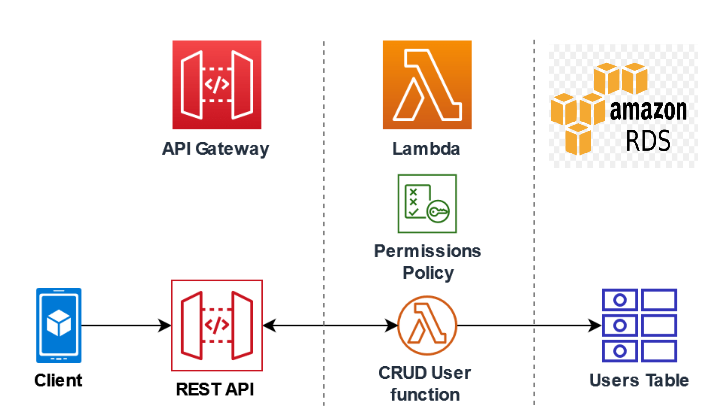 API Gateway
Lambda
amazon
RDS
Permissions
Policy
Client
REST API
CRUD User
function
Users Table